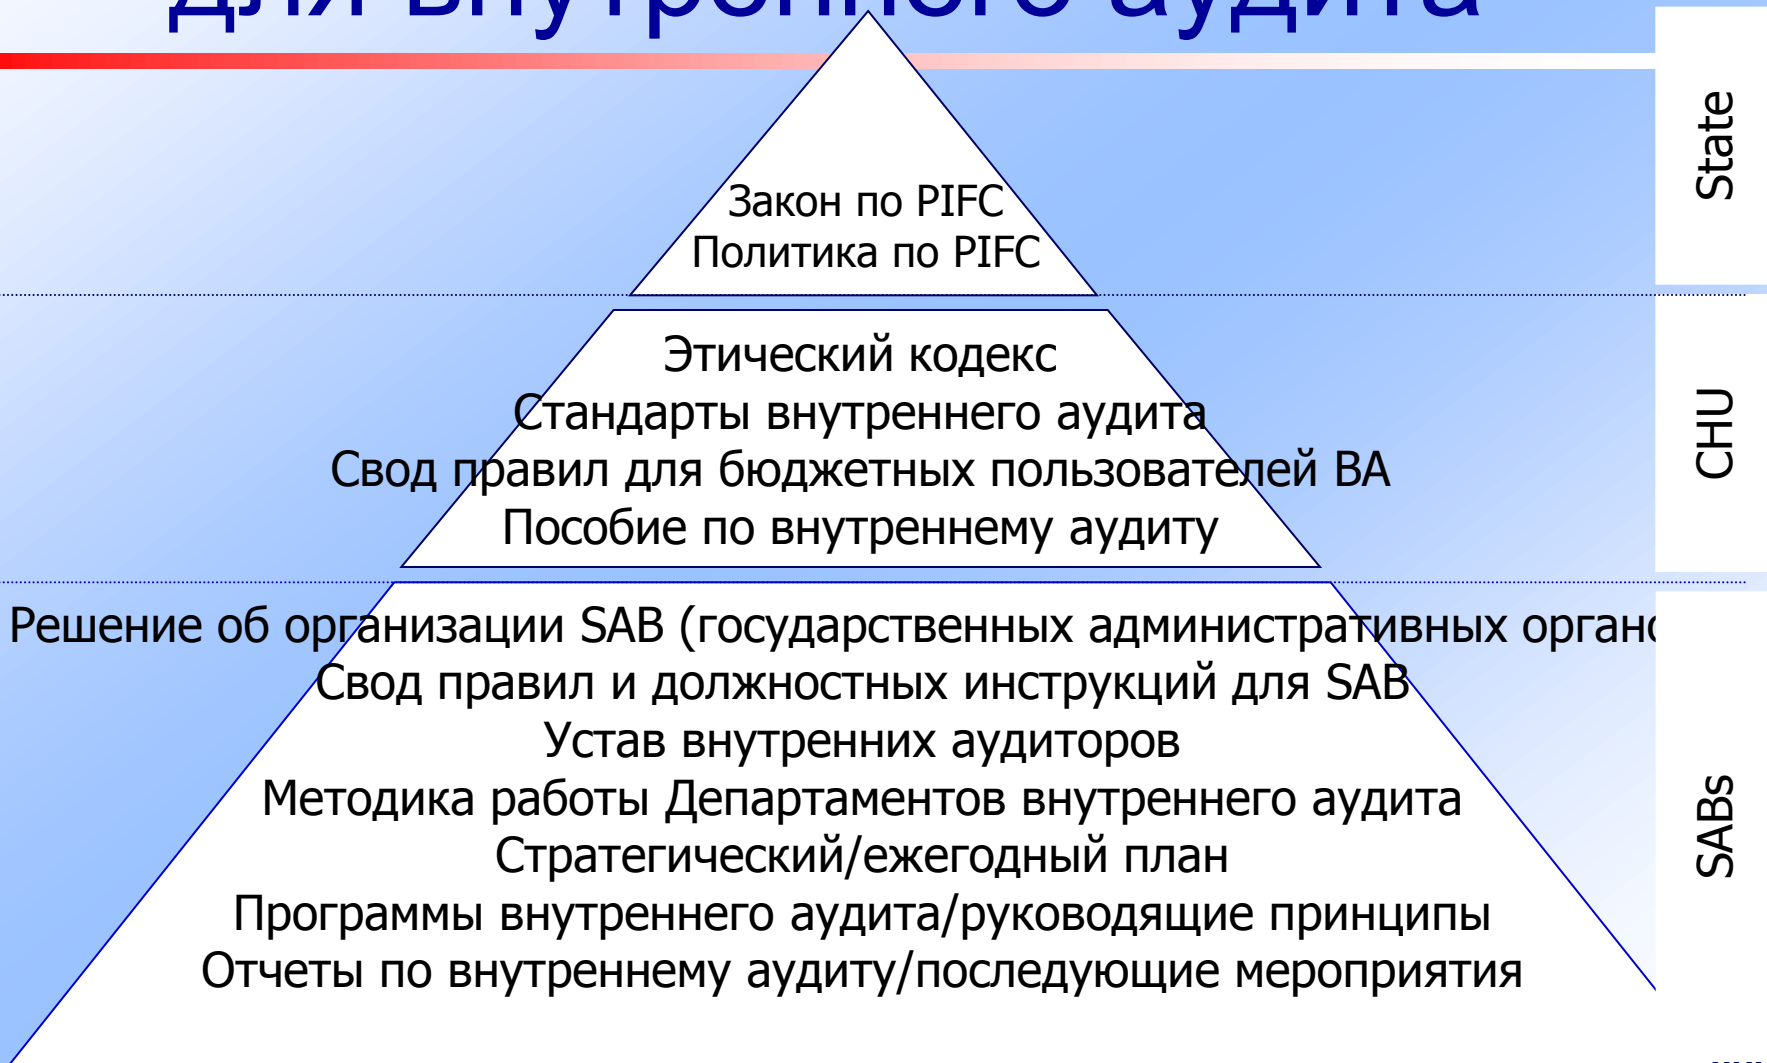 для внутреннего аудита
State
Закон по PIFC
Политика по PIFC
CHU
Этический кодекс
Стандарты внутреннего аудита
Свод правил для бюджетных пользователей ВА
Пособие по внутреннему аудиту
SABs
Решение об организации SAB (государственных административных
Свод правил и должностных инструкций для SAB
Устав внутренних аудиторов
Методика работы Департаментов внутреннего аудита
Стратегический/ежегодный план
Программы внутреннего аудита/руководящие принципы
Отчеты по внутреннему аудиту/последующие мероприятия